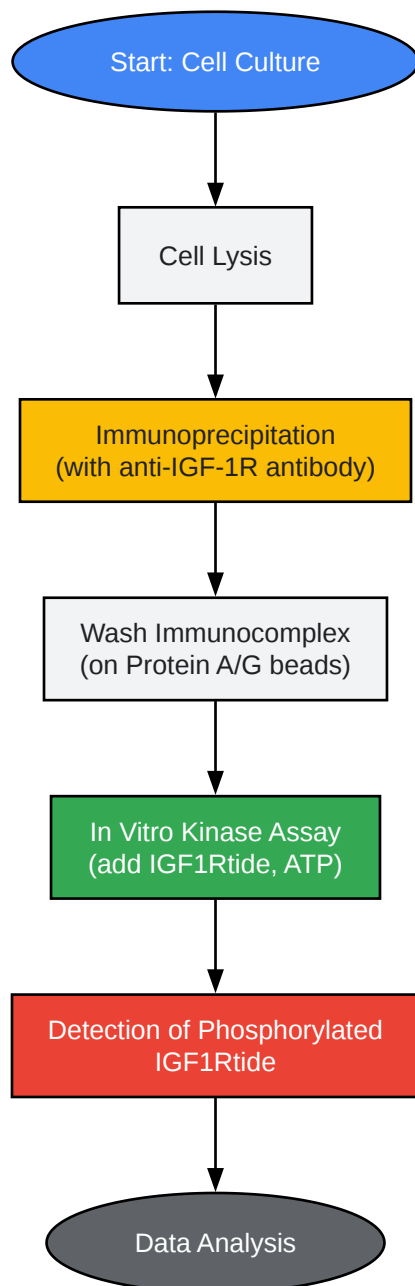 Start: Cell Culture
Cell Lysis
Immunoprecipitation
(with anti-IGF-1R antibody)
Wash Immunocomplex
(on Protein A/G beads)
In Vitro Kinase Assay
(add IGF1Rtide, ATP)
Detection of Phosphorylated
IGF1Rtide
Data Analysis